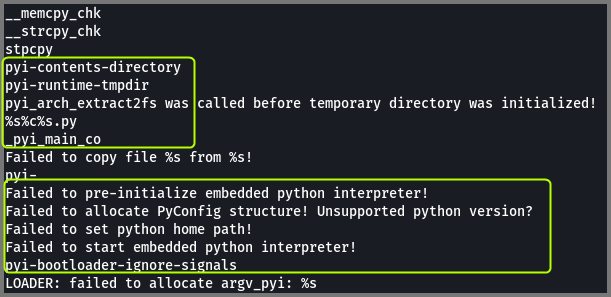 __memcpy_chk
__strcpy_chk
stpcpy
pyi-contents-directory
pyi-runtime-tmpdir
pyi_arch_extract2fs was called before temporary directory was initialized!
%s%c%s.py
_pyi_main_co
Failed to copy file %s from %s!
pyi-
Failed to pre-initialize embedded python interpreter!
Failed to allocate PyConfig structure! Unsupported python version?
Failed to set python home path!
Failed to start embedded python interpreter!
pyi-bootloader-ignore-signals
LOADER: failed to allocate argv_pyi: %s